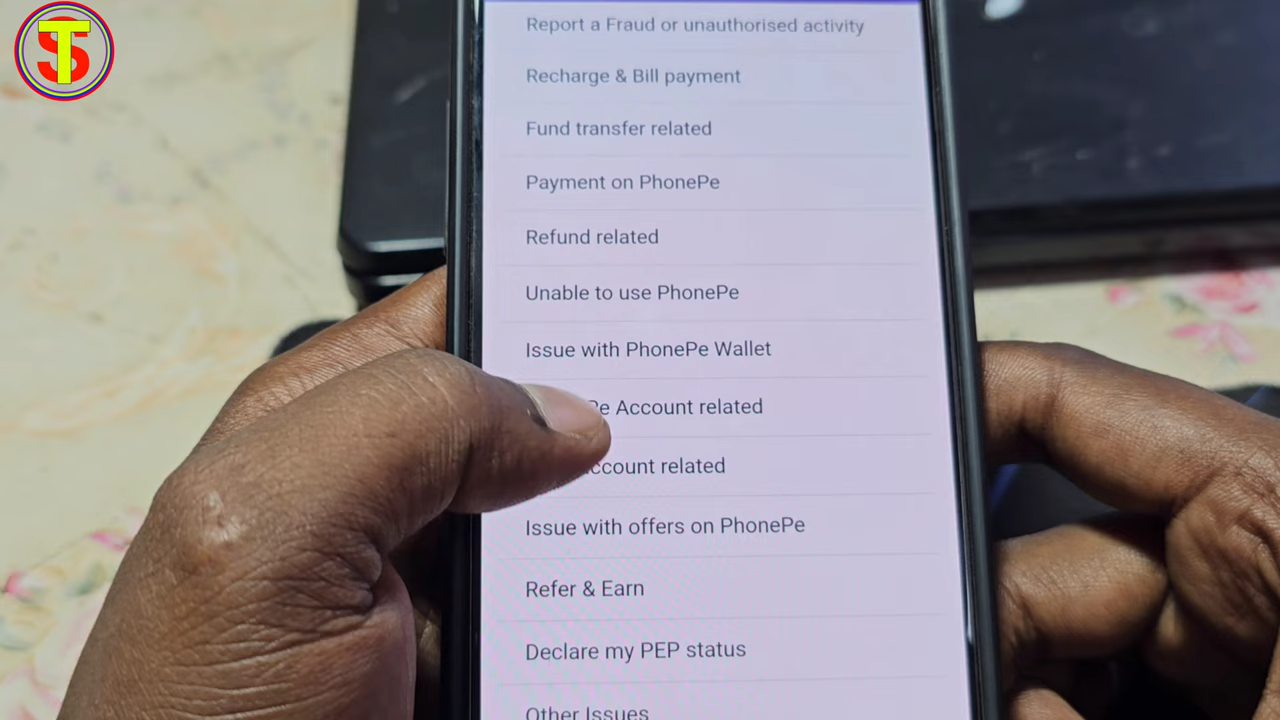 TS
Report a Fraud or unauthorised activity
Recharge & Bill payment
Fund transfer related
Payment on PhonePe
Refund related
Unable to use PhonePe
Issue with PhonePe Wallet
Account related
related
Issue with offers on PhonePe
Refer & Earn
Declare my PEP status
Other Issues